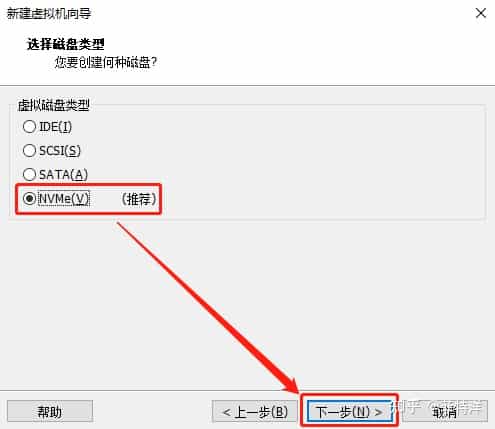 新建虚拟机向导
选择磁盘类型
您要创建何种磁盘?
虚拟磁盘类型
IDE(I)
SCSI(S)
SATA(A)
NVMe(V) (推荐)
帮助 < 上一步(B) 下一步(N) > 取消
知乎